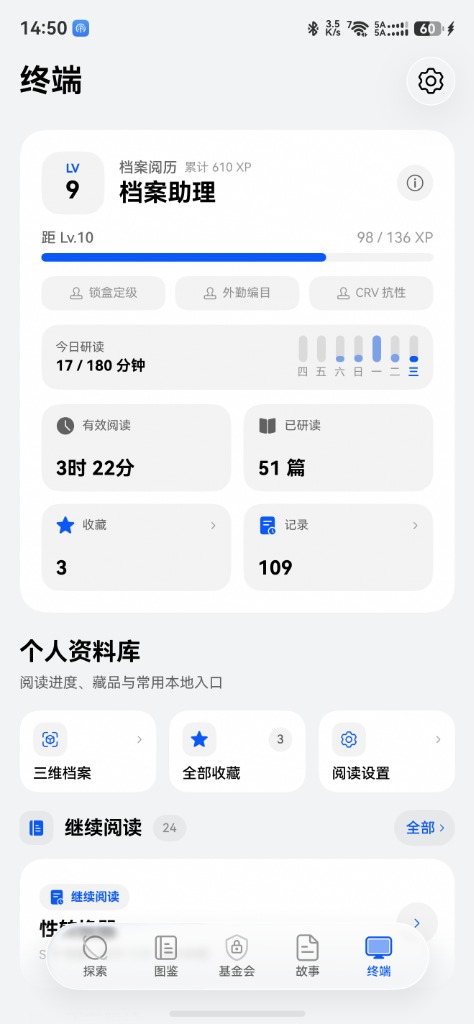 14:50
3.5 K/s
7
5A
5A
60
终端
LV
9
档案阅历 累计 610 XP
档案助理
距 Lv.10
98 / 136 XP
锁盒定级
外勤编目
CRV 抗性
今日研读
17 / 180 分钟
四 五 六 日 一 二 三
有效阅读
3时 22分
已研读
51 篇
收藏
3
记录
109
个人资料库
阅读进度、藏品与常用本地入口
三维档案
全部收藏
3
阅读设置
继续阅读
24
全部
继续阅读
探索
图鉴
基金会
故事
终端